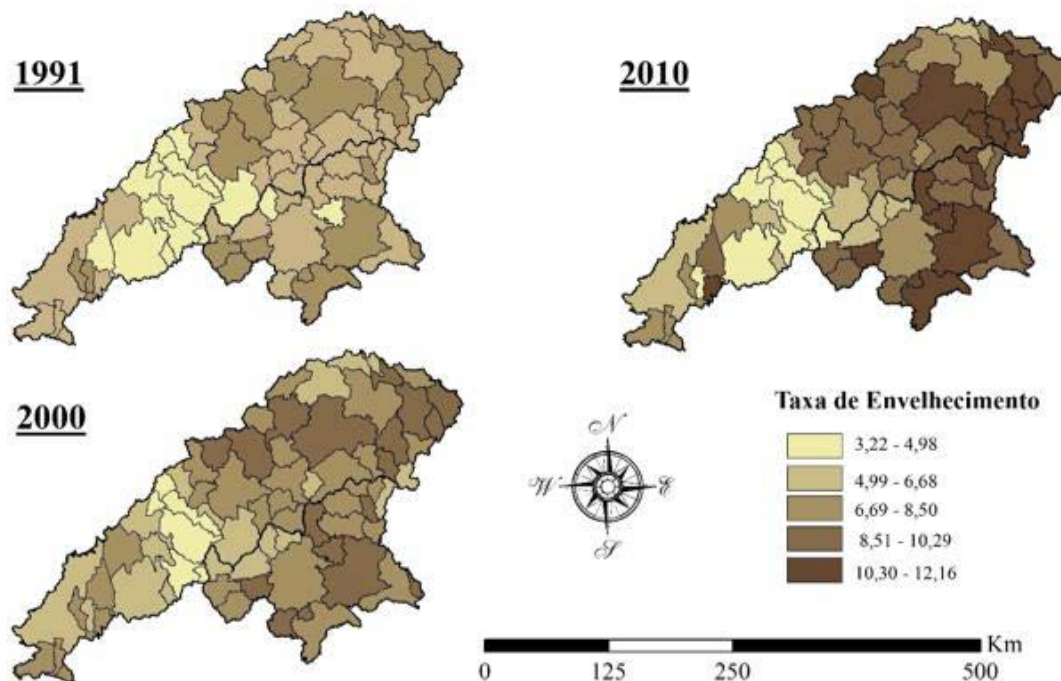 1991
2010
2000
Taxa de Envelhecimento
3,22 - 4,98
4,99 - 6,68
6,69 - 8,50
8,51 - 10,29
10,30 - 12,16
N
W E
S
Km
0 125 250 500